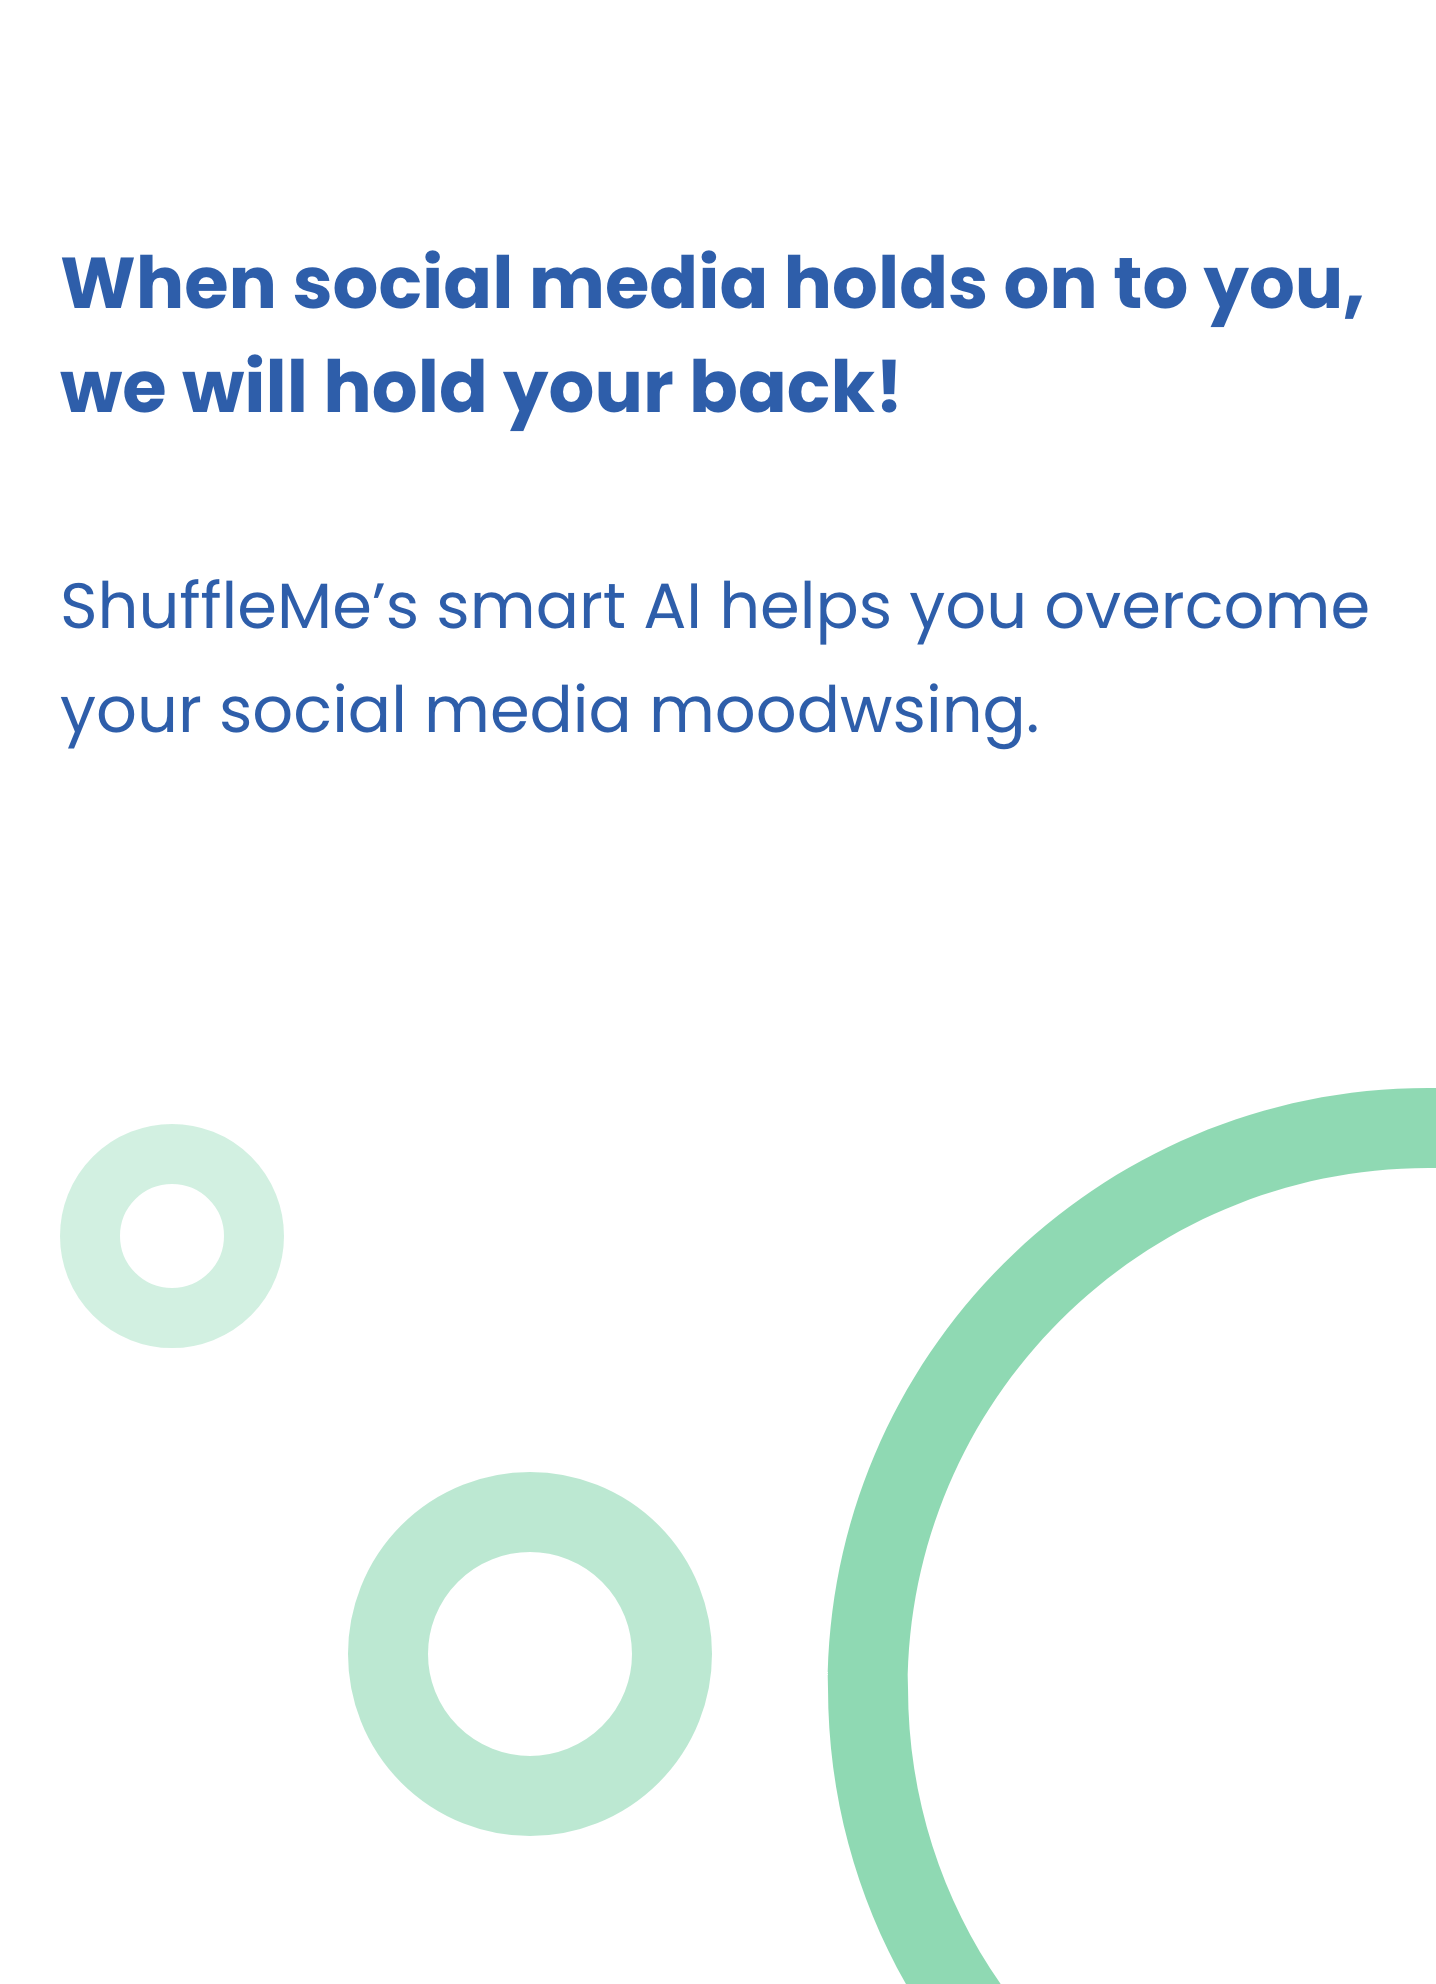 When social media holds on to you,
we will hold your back!
ShuffleMe’s smart AI helps you overcome
your social media moodwsing.